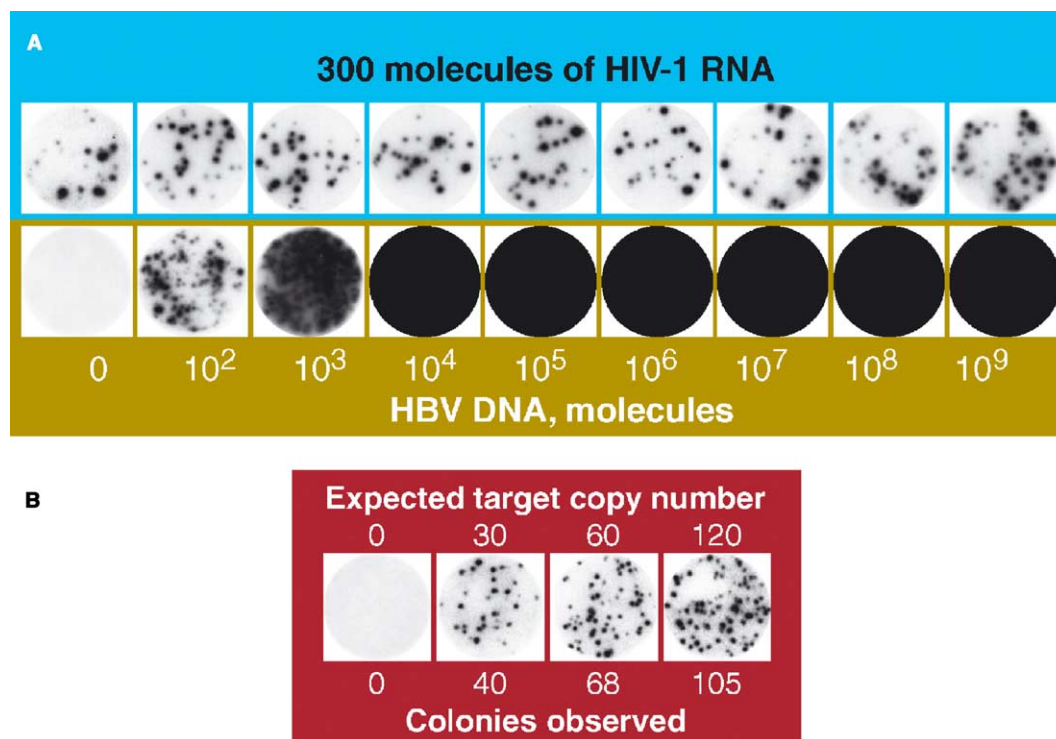 A
300 molecules of HIV-1 RNA
0 10² 10³ 10⁴ 10⁵ 10⁶ 10⁷ 10⁸ 10⁹
HBV DNA, molecules
B
Expected target copy number
0 30 60 120
0 40 68 105
Colonies observed